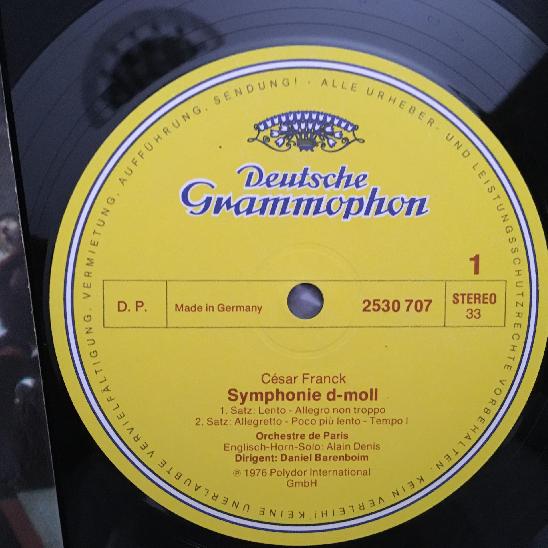 ALLE URHEBER- UND LEISTUNGSSCHUTZRECHTE VORBEHALTEN. KEIN VERLEIH! KEINE UNERLAUBTE VERVIELFÄLTIGUNG, VERMIETUNG, AUFFÜHRUNG, SENDUNG! ·
Deutsche
Grammophon
1
D. P.
Made in Germany
2530 707
STEREO
33
César Franck
Symphonie d-moll
1. Satz: Lento - Allegro non troppo
2. Satz: Allegretto - Poco più lento - Tempo I
Orchestre de Paris
Englisch-Horn-Solo: Alain Denis
Dirigent: Daniel Barenboim
℗ 1976 Polydor International
GmbH